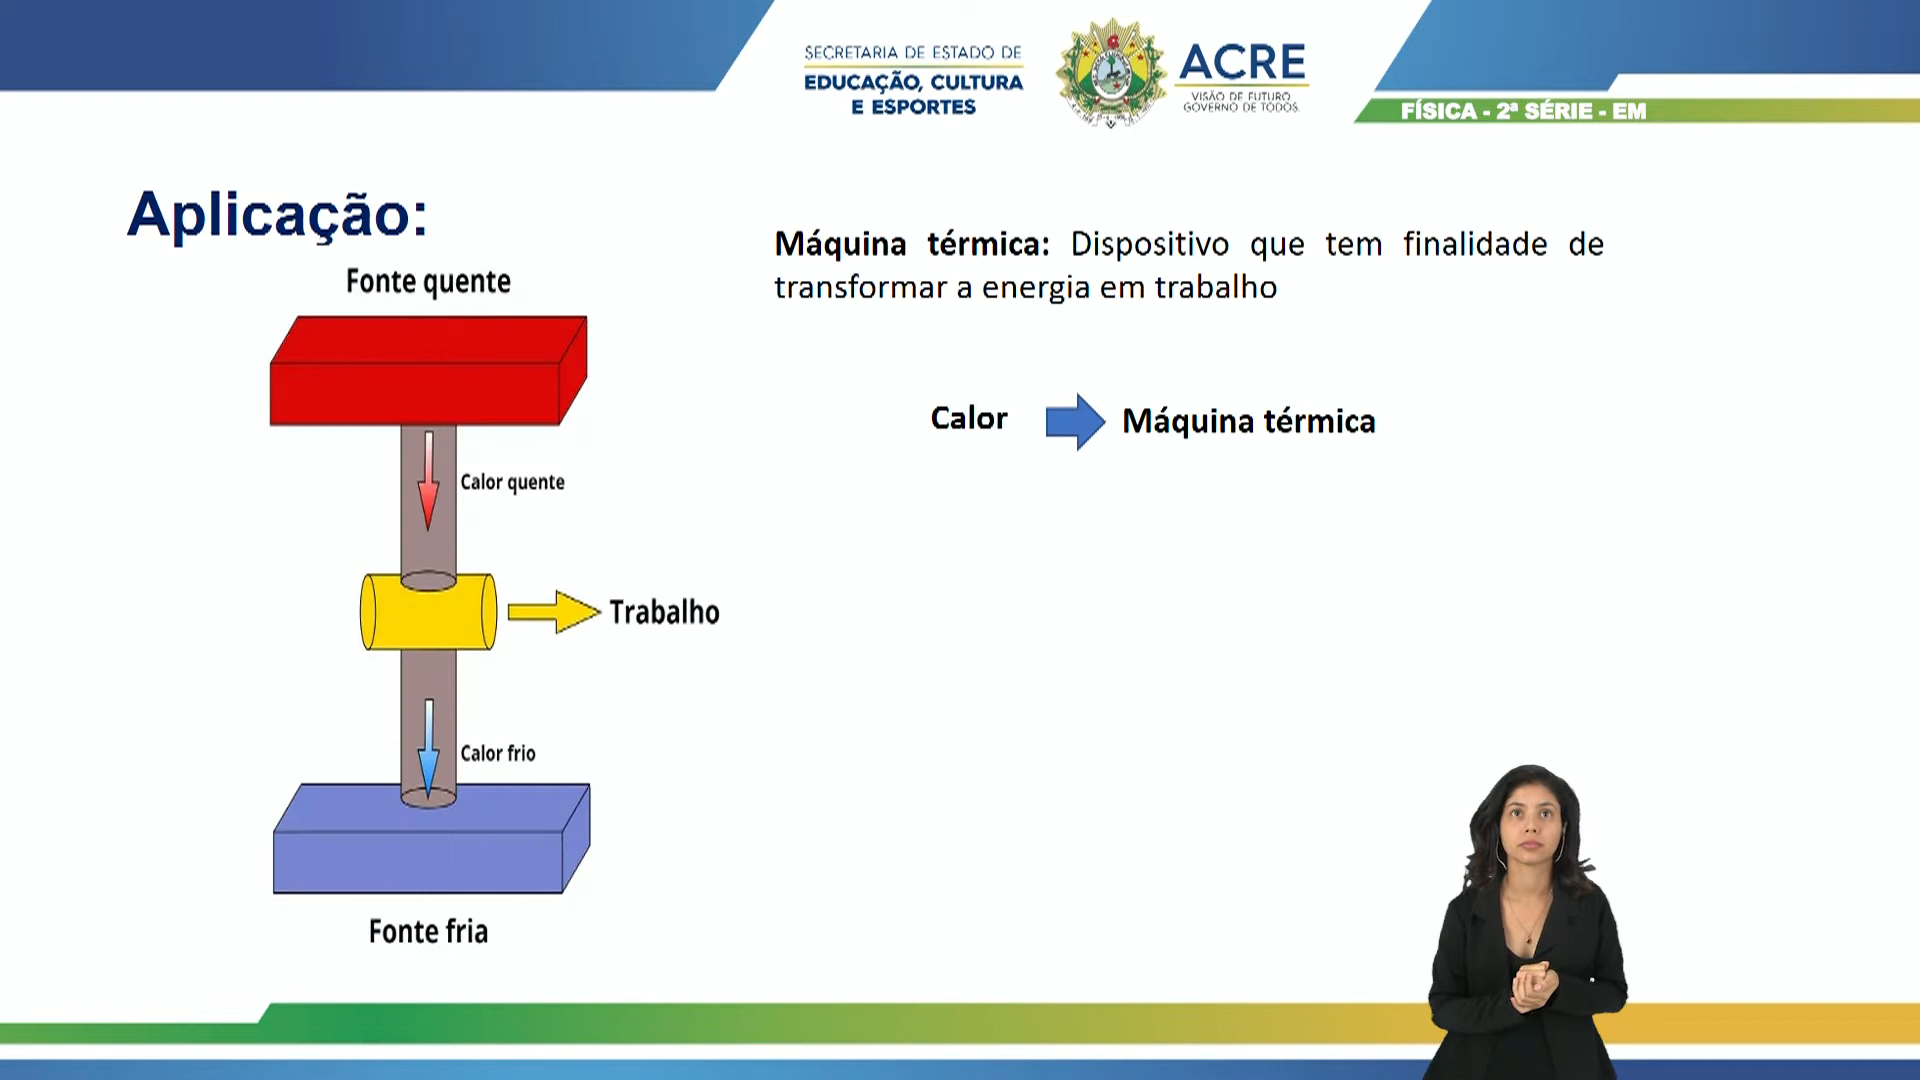 SECRETARIA DE ESTADO DE
EDUCAÇÃO, CULTURA
E ESPORTES
ACRE
VISÃO DE FUTURO
GOVERNO DE TODOS
FÍSICA - 2ª SÉRIE - EM
Aplicação:
Máquina térmica: Dispositivo que tem finalidade de
transformar a energia em trabalho
Calor
Máquina térmica
Fonte quente
Calor quente
Trabalho
Calor frio
Fonte fria